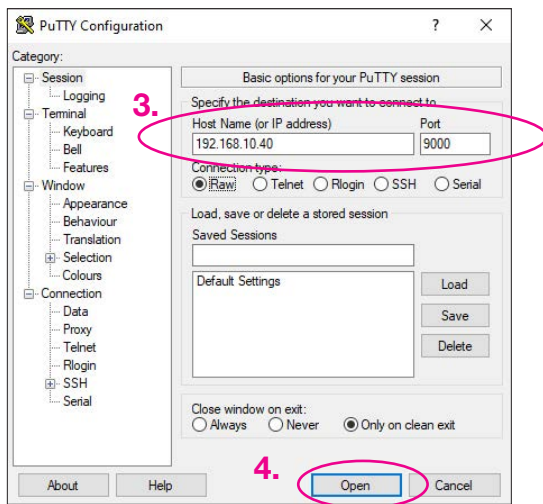 PuTTY Configuration
?
Category:
Session
Logging
Terminal
Keyboard
Bell
Features
Window
Appearance
Behaviour
Translation
Selection
Colours
Connection
Data
Proxy
Telnet
Rlogin
SSH
Serial
Basic options for your PuTTY session
3.
Specify the destination you want to connect to
Host Name (or IP address) Port
192.168.10.40 9000
Connection type:
Raw Telnet Rlogin SSH Serial
Load, save or delete a stored session
Saved Sessions
Default Settings
Load
Save
Delete
Close window on exit:
Always Never Only on clean exit
4.
About Help Open Cancel